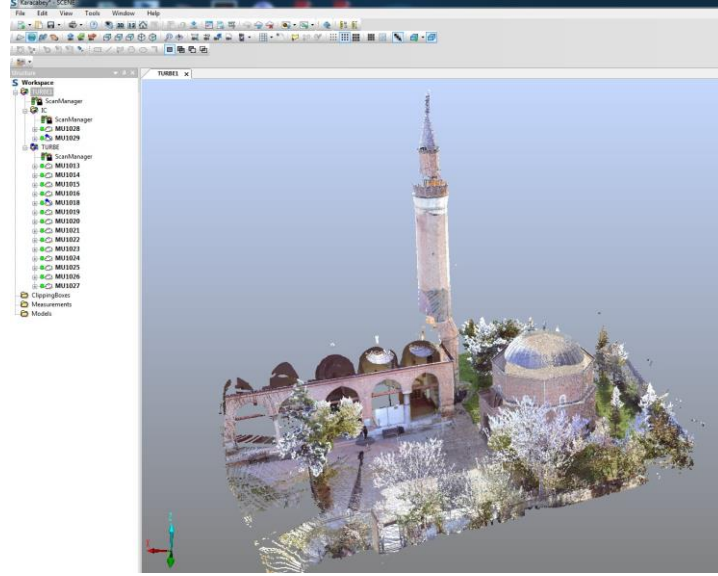 Karacabey* - SCENE
File Edit View Tools Window Help
Structure
TURBE1
Workspace
TURBE1
ScanManager
IC
ScanManager
MU1028
MU1029
TURBE
ScanManager
MU1013
MU1014
MU1015
MU1016
MU1018
MU1019
MU1020
MU1021
MU1022
MU1023
MU1024
MU1025
MU1026
MU1027
ClippingBoxes
Measurements
Models